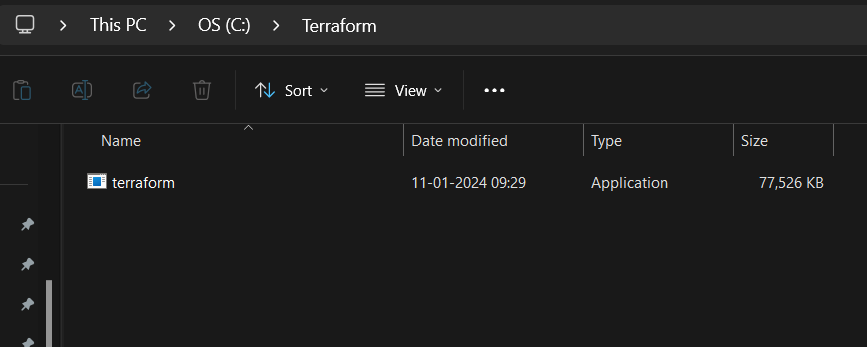 This PC > OS (C:) > Terraform
Sort View ...
Name Date modified Type Size
terraform 11-01-2024 09:29 Application 77,526 KB